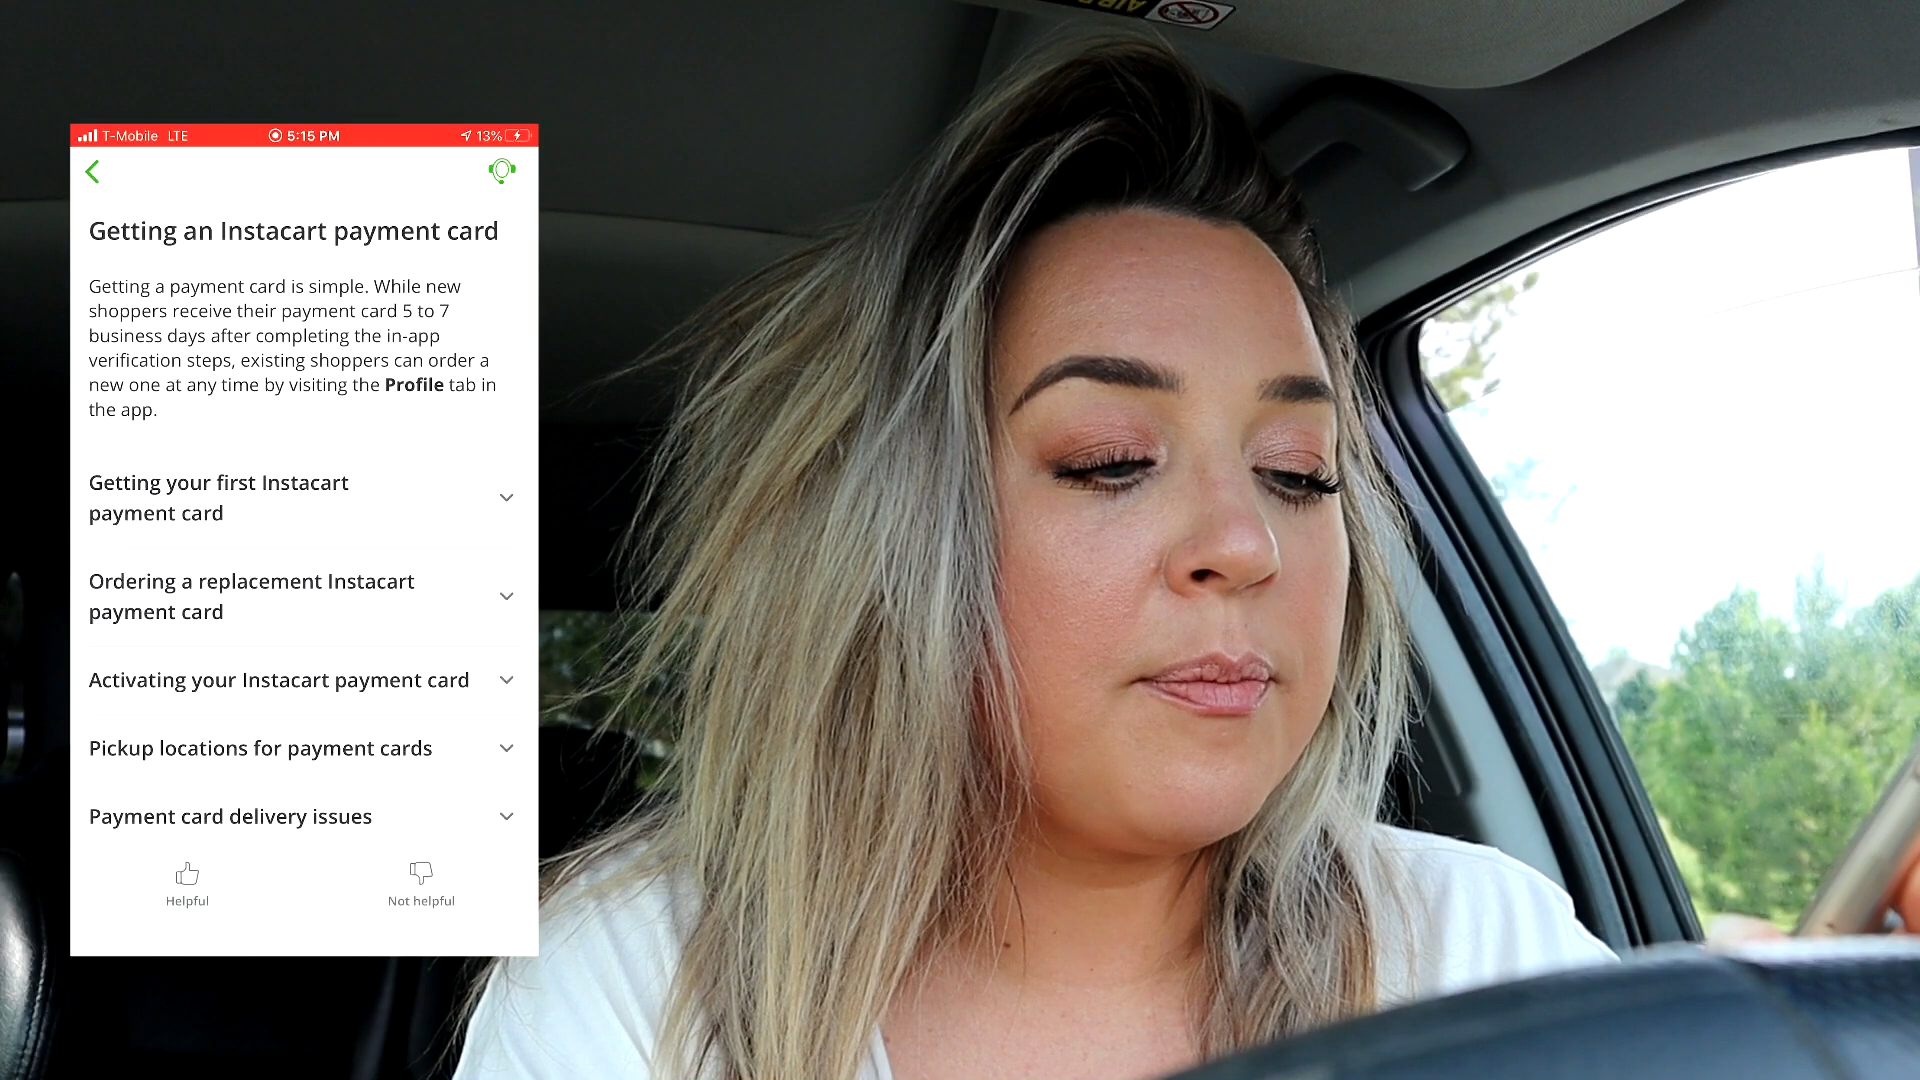 AIRB
T-Mobile LTE 5:15 PM 13%
Getting an Instacart payment card
Getting a payment card is simple. While new
shoppers receive their payment card 5 to 7
business days after completing the in-app
verification steps, existing shoppers can order a
new one at any time by visiting the Profile tab in
the app.
Getting your first Instacart
payment card
Ordering a replacement Instacart
payment card
Activating your Instacart payment card
Pickup locations for payment cards
Payment card delivery issues
Helpful Not helpful